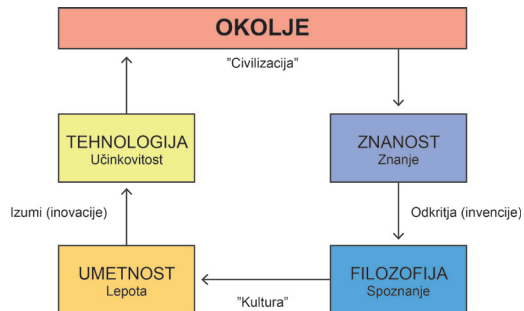 OKOLJE
"Civilizacija"
TEHNOLOGIJA
Učinkovitost
ZNANOST
Znanje
Izumi (inovacije)
Odkritja (invencije)
UMETNOST
Lepota
FILOZOFIJA
Spoznanje
"Kultura"